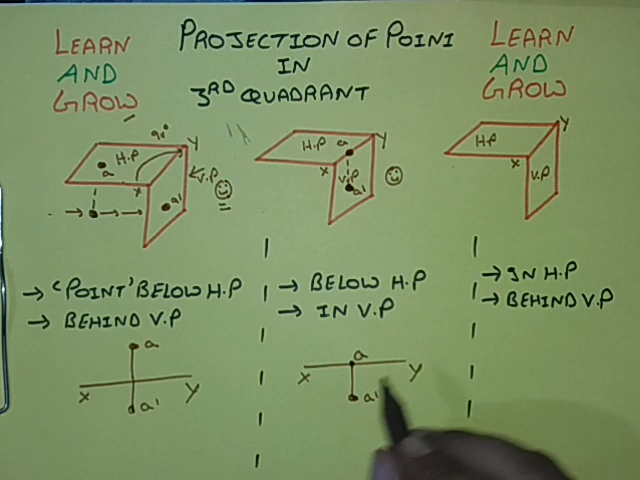 LEARN
AND
GROW
PROJECTION OF POINT
IN
3RD QUADRANT
LEARN
AND
GROW
90°
Y
H.P
a
X
V.P
a'
H.P
a
Y
X
V.P
a'
Y
H.P
X
V.P
→ 'POINT' BELOW H.P
→ BEHIND V.P
→ BELOW H.P
→ IN V.P
→ IN H.P
→ BEHIND V.P
a
X Y
a'
a
X Y
a'